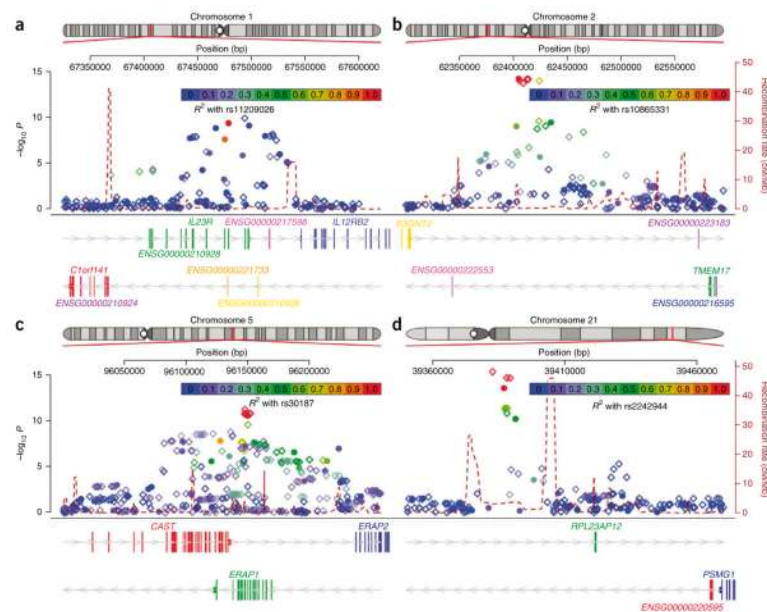 a
Chromosome 1
Position (bp)
67350000 67400000 67450000 67500000 67550000 67600000
15
10
5
0
−log10 P
0 0.1 0.2 0.3 0.4 0.5 0.6 0.7 0.8 0.9 1.0
R2 with rs11209026
IL23R ENSG00000217598 IL12RB2
ENSG00000210928
C1orf141 ENSG00000221733
ENSG00000210924
b
Chromosome 2
Position (bp)
62350000 62400000 62450000 62500000 62550000
50
40
30
20
10
0
Recombination rate (cM/Mb)
0 0.1 0.2 0.3 0.4 0.5 0.6 0.7 0.8 0.9 1.0
R2 with rs10865331
B3GNT2 ENSG00000223183
ENSG00000222553 TMEM17
ENSG00000216595
c
Chromosome 5
Position (bp)
96050000 96100000 96150000 96200000
15
10
5
0
0 0.1 0.2 0.3 0.4 0.5 0.6 0.7 0.8 0.9 1.0
R2 with rs30187
CAST ERAP2
ERAP1
d
Chromosome 21
Position (bp)
39360000 39410000 39460000
50
40
30
20
10
0
Recombination rate (cM/Mb)
0 0.1 0.2 0.3 0.4 0.5 0.6 0.7 0.8 0.9 1.0
R2 with rs2242944
RPL23AP12
PSMG1
ENSG00000220595